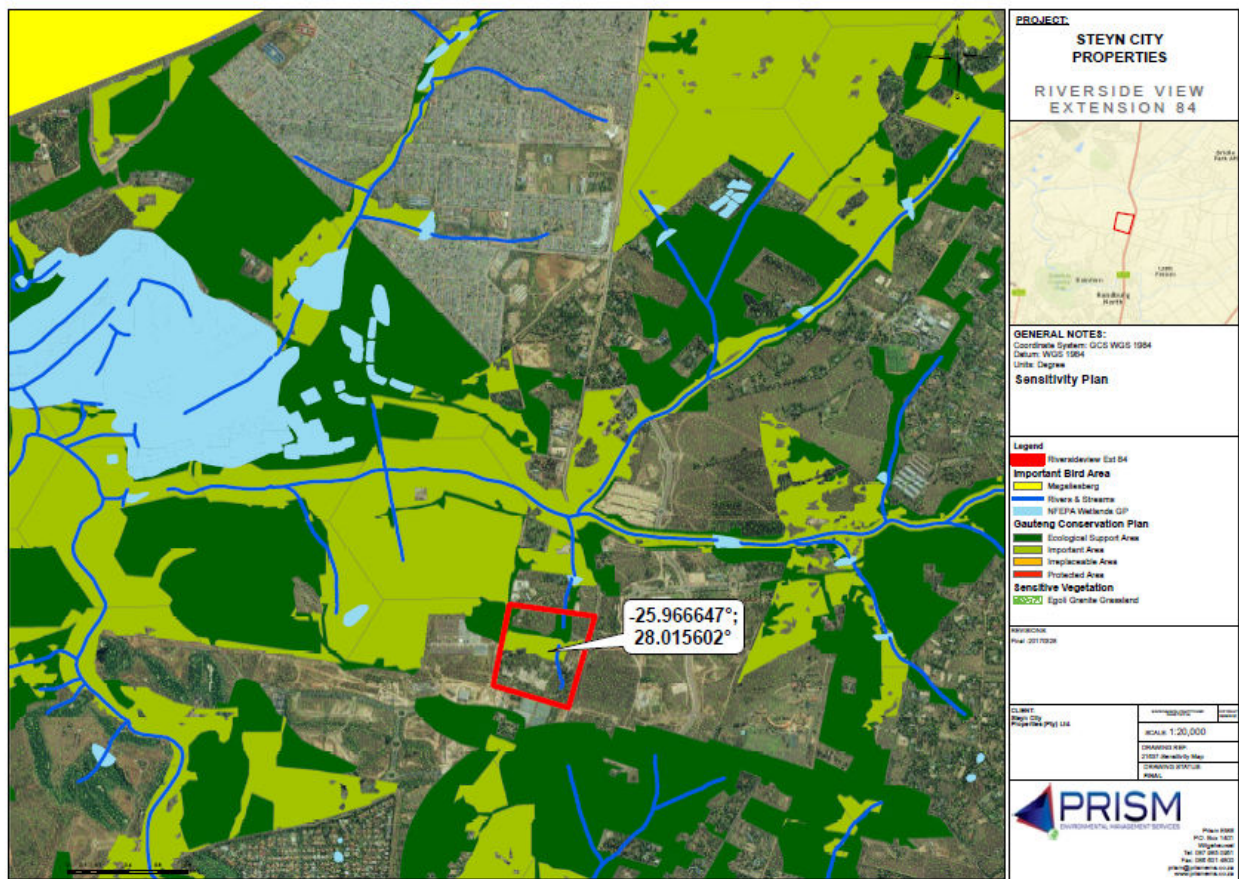 -25.966647°;
28.015602°
PROJECT:
STEYN CITY
PROPERTIES
RIVERSIDE VIEW
EXTENSION 84
Randburg
North
GENERAL NOTES:
Coordinate System: GCS WGS 1984
Datum: WGS 1984
Units: Degree
Sensitivity Plan
Legend
Riversideview Ext 84
Important Bird Area
Magaliesberg
Rivers & Streams
NFEPA Wetlands GP
Gauteng Conservation Plan
Ecological Support Area
Important Area
Irreplaceable Area
Protected Area
Sensitive Vegetation
Egoli Granite Grassland
REVISIONS
CLIENT:
Steyn City
Properties (Pty) Ltd.
SCALE 1:20,000
DRAWING REF:
Sensitivity Map
DRAWING STATUS:
FINAL
PRISM
ENVIRONMENTAL MANAGEMENT SERVICES